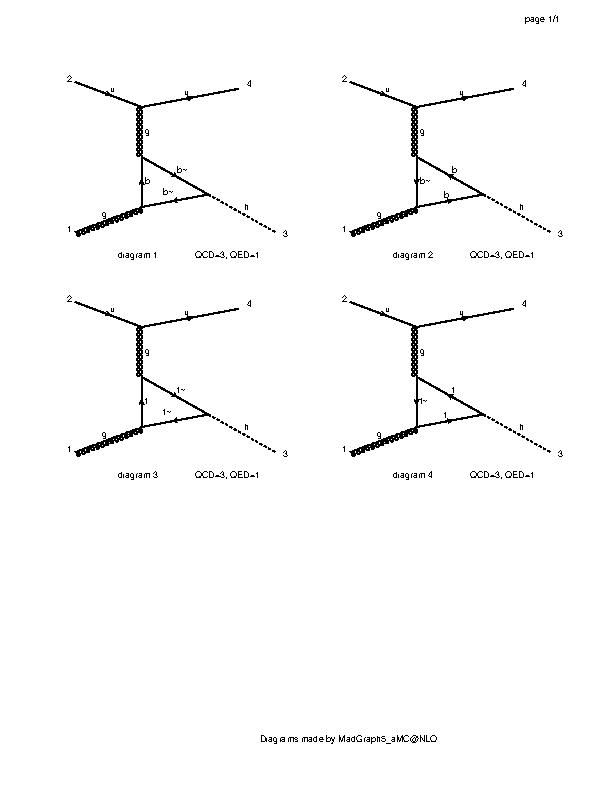 page 1/1
2 u u 4
g
b b~
b~
g h
1 3
diagram 1 QCD=3, QED=1
2 u u 4
g
b~ b
b
g h
1 3
diagram 2 QCD=3, QED=1
2 u u 4
g
t t~
t~
g h
1 3
diagram 3 QCD=3, QED=1
2 u u 4
g
t~ t
t
g h
1 3
diagram 4 QCD=3, QED=1
Diagrams made by MadGraph5_aMC@NLO